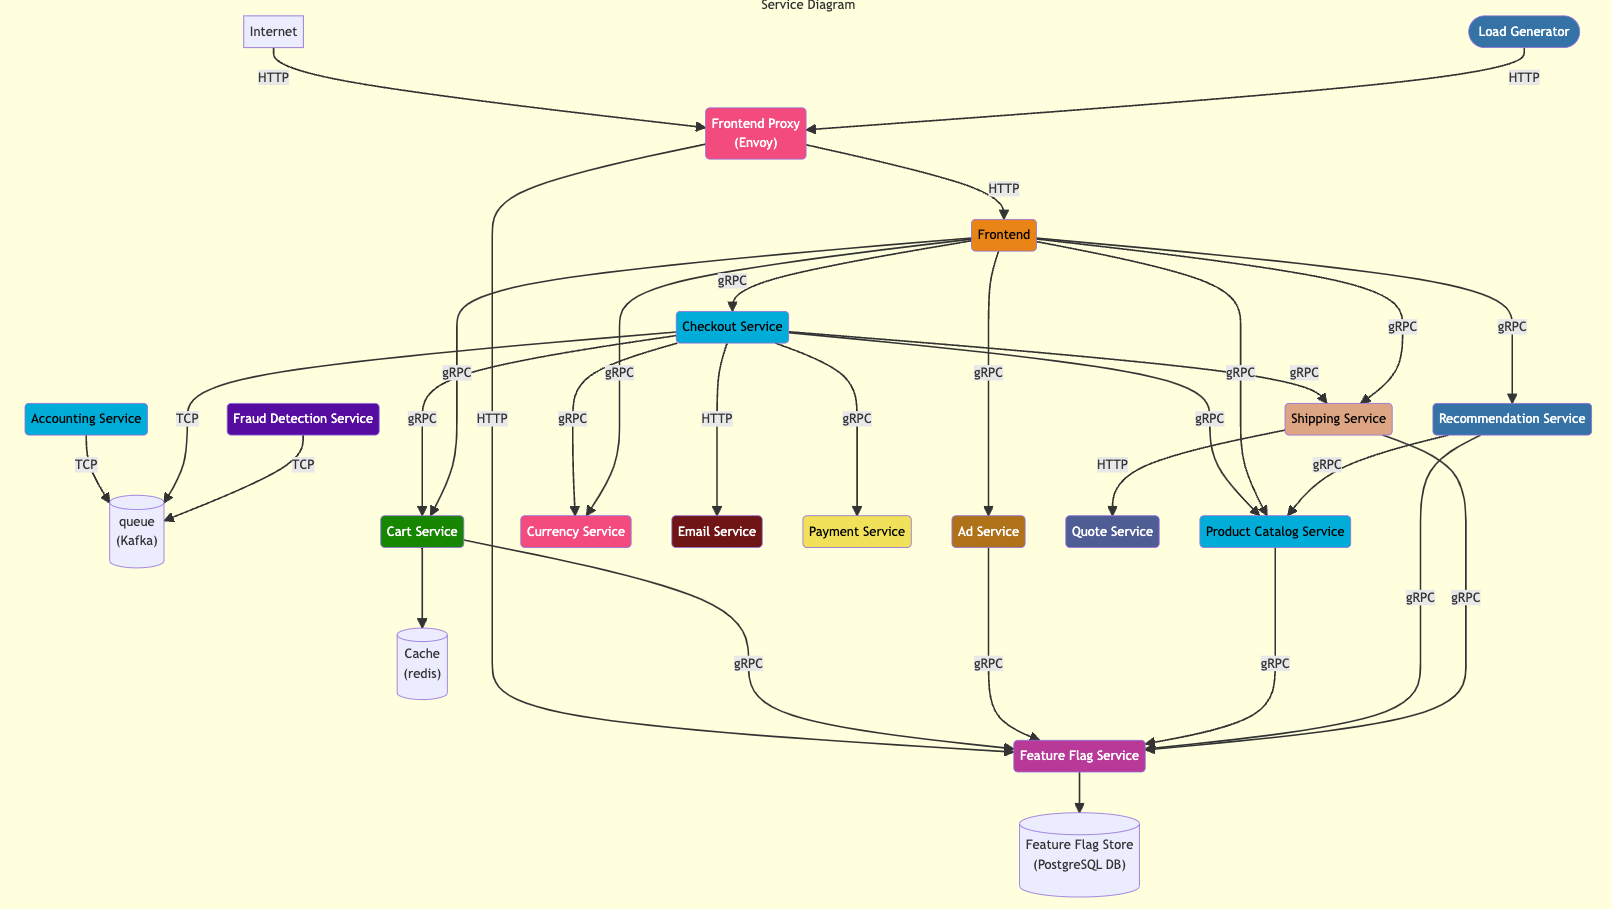 Service Diagram
Internet
Load Generator
HTTP
HTTP
Frontend Proxy
(Envoy)
HTTP
Frontend
gRPC
Checkout Service
gRPC
gRPC
gRPC
gRPC
gRPC
gRPC
gRPC
Accounting Service
TCP
Fraud Detection Service
gRPC
HTTP
gRPC
HTTP
gRPC
gRPC
Shipping Service
Recommendation Service
TCP
TCP
HTTP
gRPC
queue
(Kafka)
Cart Service
Currency Service
Email Service
Payment Service
Ad Service
Quote Service
Product Catalog Service
gRPC
gRPC
Cache
(redis)
gRPC
gRPC
gRPC
Feature Flag Service
Feature Flag Store
(PostgreSQL DB)